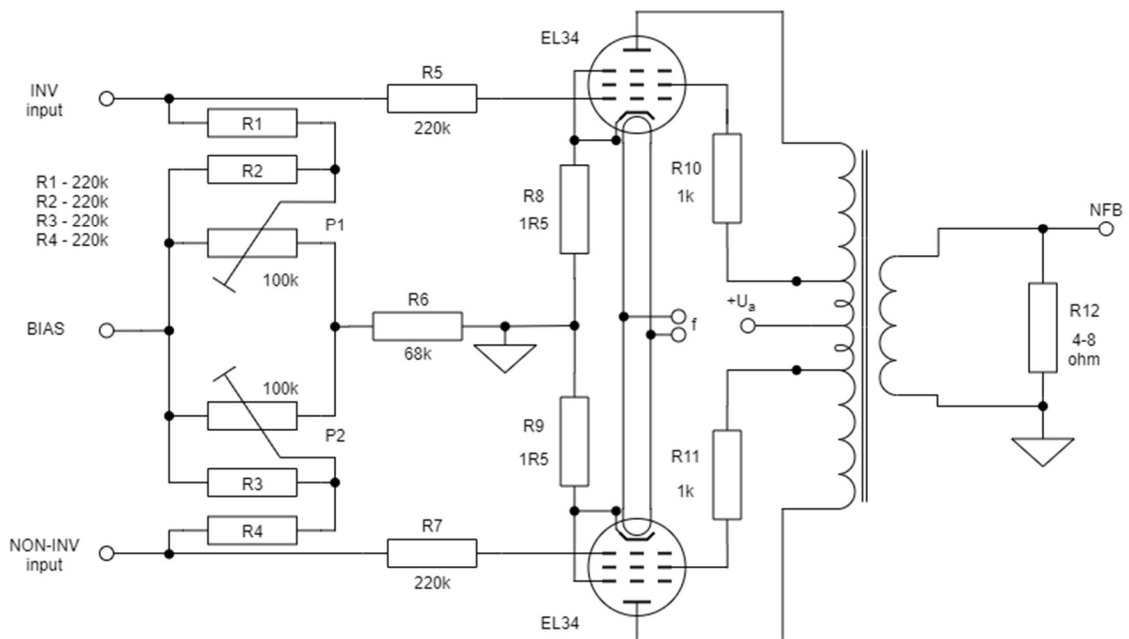 EL34
INV
input
R5
220k
R1
R2
R1 - 220k
R2 - 220k
R3 - 220k
R4 - 220k
P1
100k
R8
1R5
R10
1k
NFB
BIAS
R6
68k
f
+Ua
R12
4-8
ohm
100k
P2
R9
1R5
R11
1k
R3
R4
NON-INV
input
R7
220k
EL34